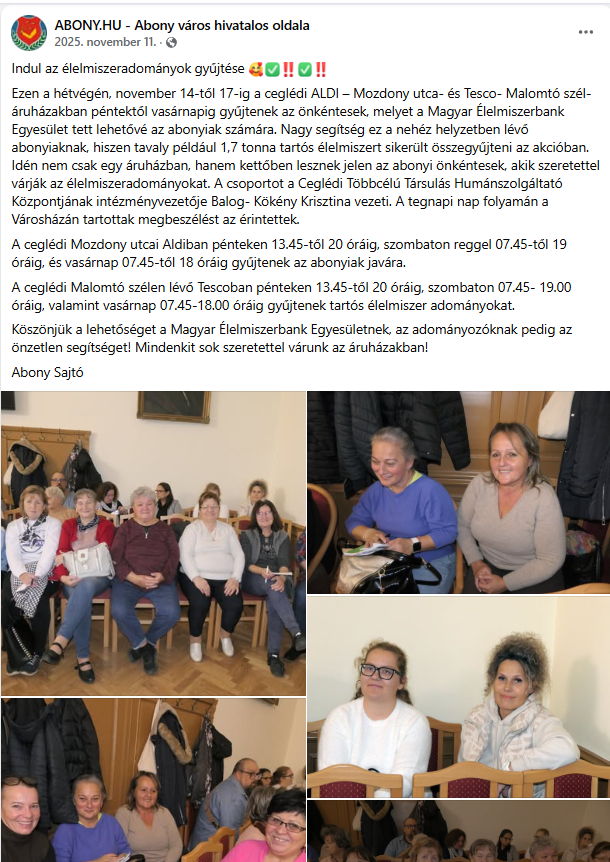 ABONY.HU - Abony város hivatalos oldala
2025. november 11. ·
Indul az élelmiszeradományok gyűjtése 🥰✅‼️✅‼️
Ezen a hétvégén, november 14-től 17-ig a ceglédi ALDI – Mozdony utca- és Tesco- Malomtó szél-
áruházakban péntektől vasárnapig gyűjtenek az önkéntesek, melyet a Magyar Élelmiszerbank
Egyesület tett lehetővé az abonyiak számára. Nagy segítség ez a nehéz helyzetben lévő
abonyiaknak, hiszen tavaly például 1,7 tonna tartós élelmiszert sikerült összegyűjteni az akcióban.
Idén nem csak egy áruházban, hanem kettőben lesznek jelen az abonyi önkéntesek, akik szeretettel
várják az élelmiszeradományokat. A csoportot a Ceglédi Többcélú Társulás Humánszolgáltató
Központjának intézményvezetője Balog- Kökény Krisztina vezeti. A tegnapi nap folyamán a
Városházán tartottak megbeszélést az érintettek.
A ceglédi Mozdony utcai Aldiban pénteken 13.45-től 20 óráig, szombaton reggel 07.45-től 19
óráig, és vasárnap 07.45-től 18 óráig gyűjtenek az abonyiak javára.
A ceglédi Malomtó szélen lévő Tescoban pénteken 13.45-től 20 óráig, szombaton 07.45- 19.00
óráig, valamint vasárnap 07.45-18.00 óráig gyűjtenek tartós élelmiszer adományokat.
Köszönjük a lehetőséget a Magyar Élelmiszerbank Egyesületnek, az adományozóknak pedig az
önzetlen segítséget! Mindenkit sok szeretettel várunk az áruházakban!
Abony Sajtó